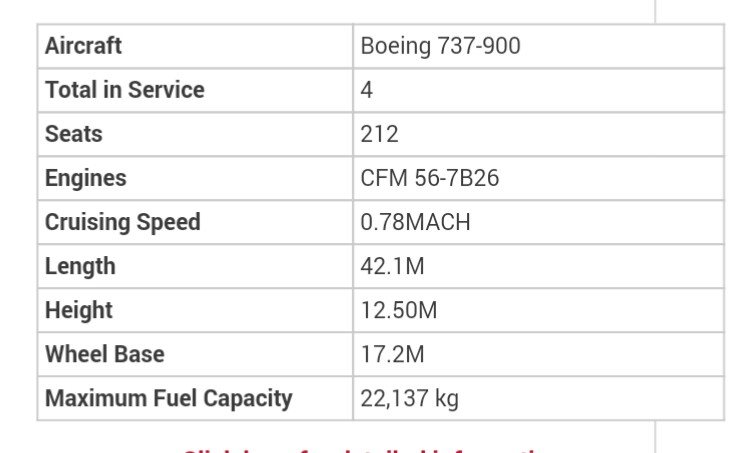 Aircraft Boeing 737-900
Total in Service 4
Seats 212
Engines CFM 56-7B26
Cruising Speed 0.78MACH
Length 42.1M
Height 12.50M
Wheel Base 17.2M
Maximum Fuel Capacity 22,137 kg